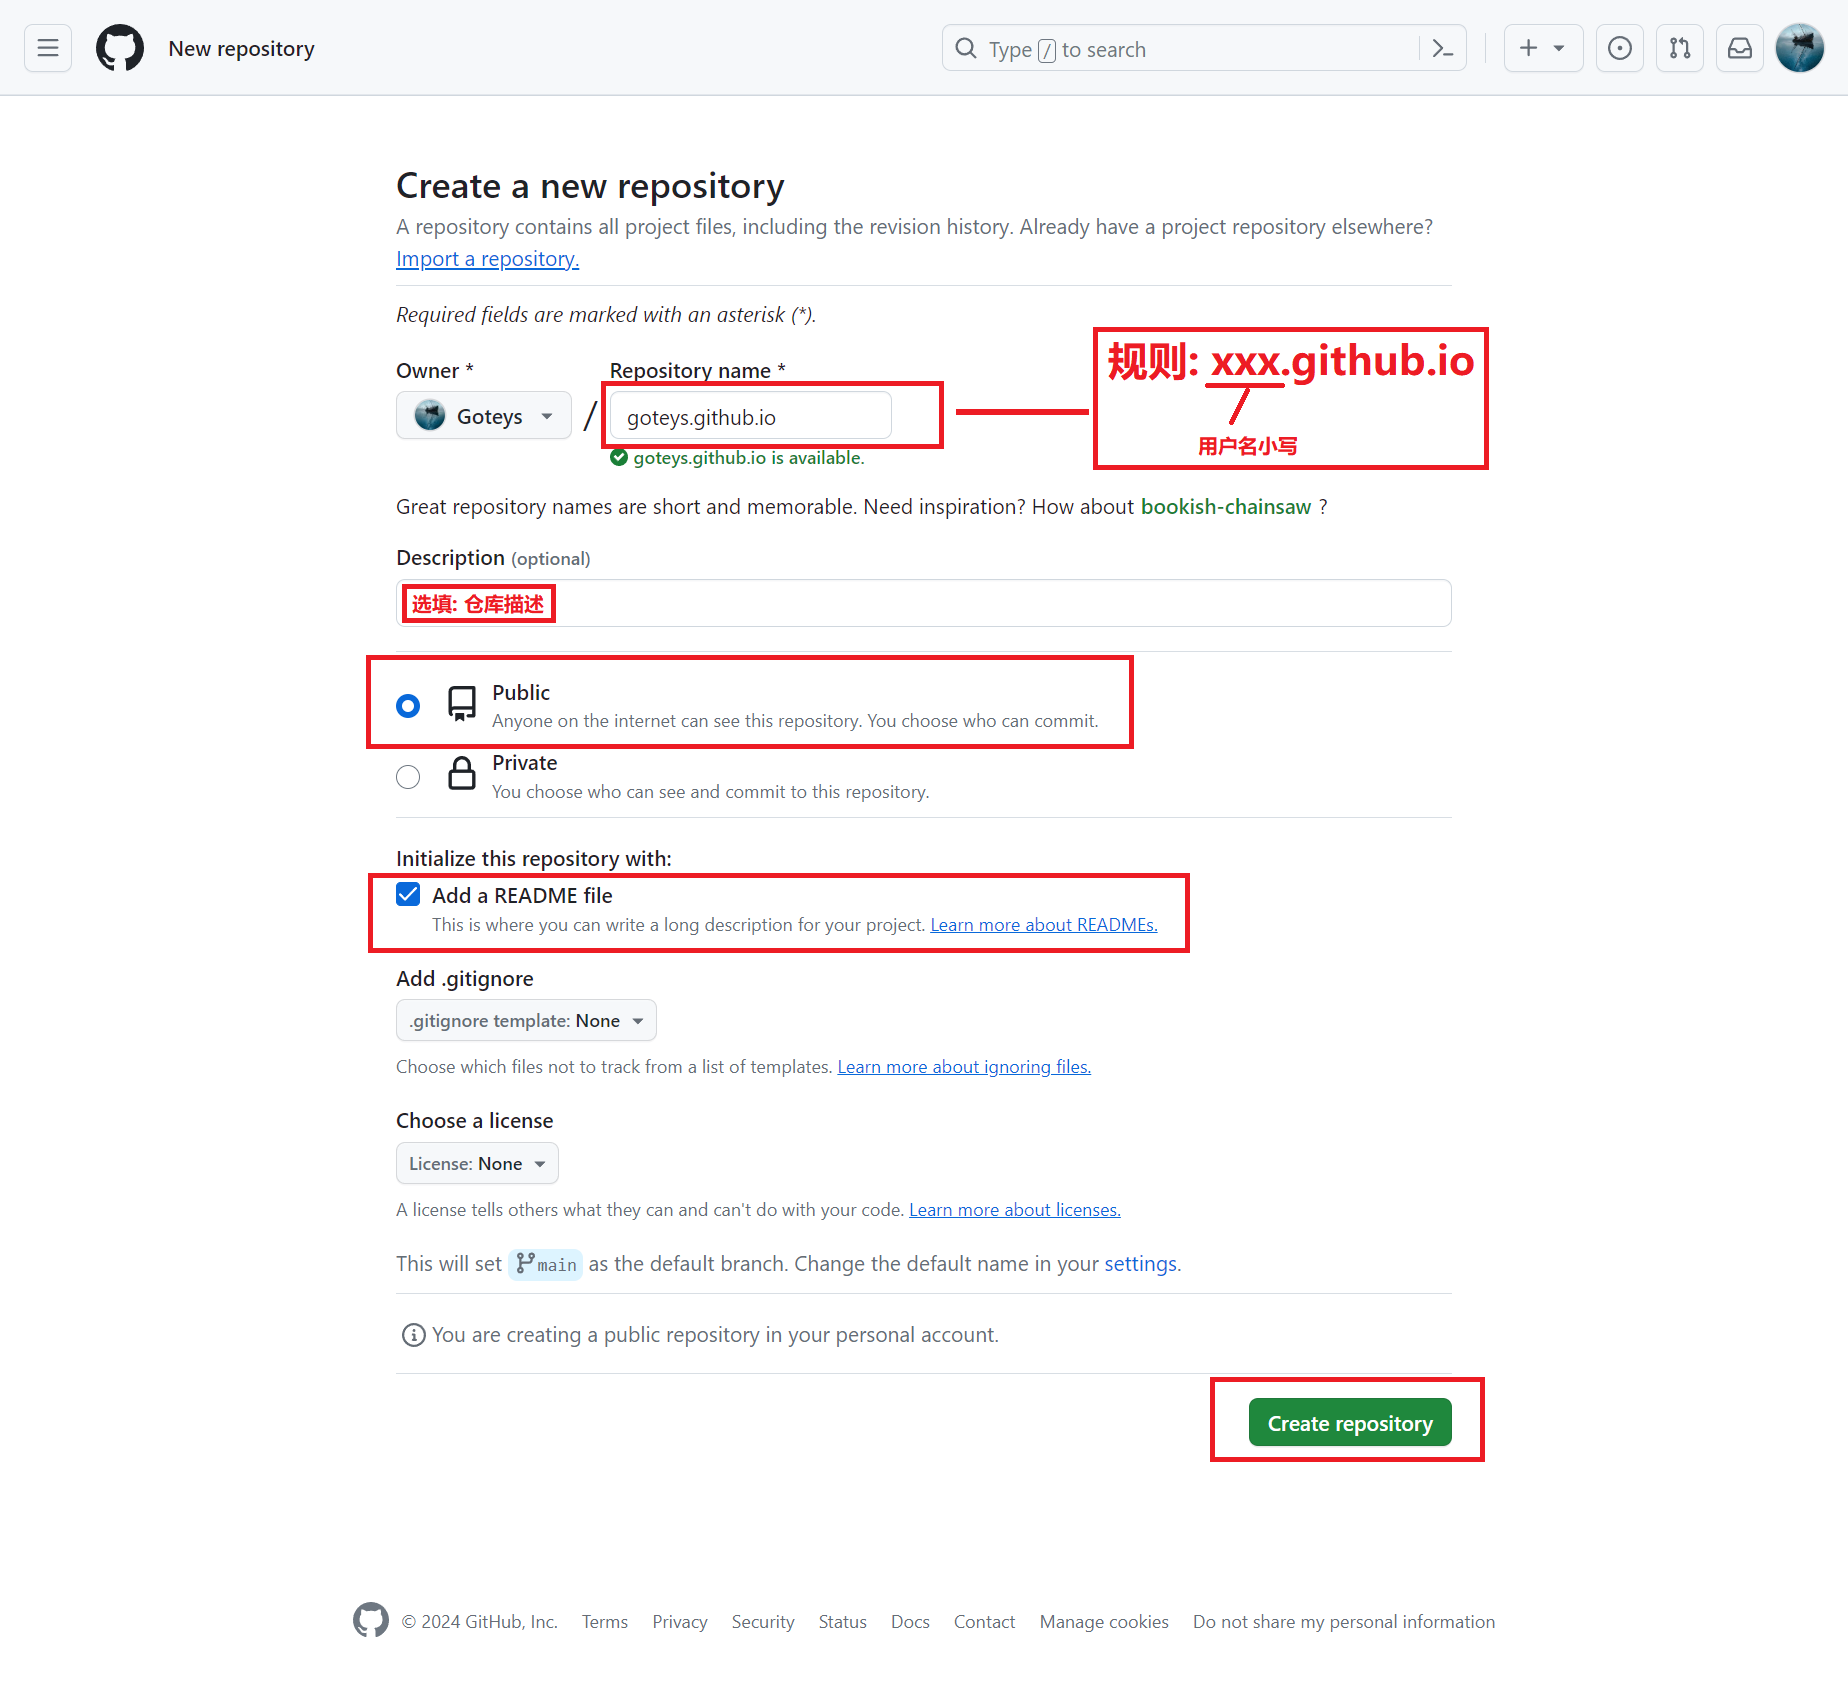 New repository
Type / to search
Create a new repository
A repository contains all project files, including the revision history. Already have a project repository elsewhere?
Import a repository.
Required fields are marked with an asterisk (*).
Owner *
Repository name *
Goteys
/
goteys.github.io
goteys.github.io is available.
规则: xxx.github.io
用户名小写
Great repository names are short and memorable. Need inspiration? How about bookish-chainsaw ?
Description (optional)
选填: 仓库描述
Public
Anyone on the internet can see this repository. You choose who can commit.
Private
You choose who can see and commit to this repository.
Initialize this repository with:
Add a README file
This is where you can write a long description for your project. Learn more about READMEs.
Add .gitignore
.gitignore template: None
Choose which files not to track from a list of templates. Learn more about ignoring files.
Choose a license
License: None
A license tells others what they can and can't do with your code. Learn more about licenses.
This will set main as the default branch. Change the default name in your settings.
You are creating a public repository in your personal account.
Create repository
© 2024 GitHub, Inc. Terms Privacy Security Status Docs Contact Manage cookies Do not share my personal information